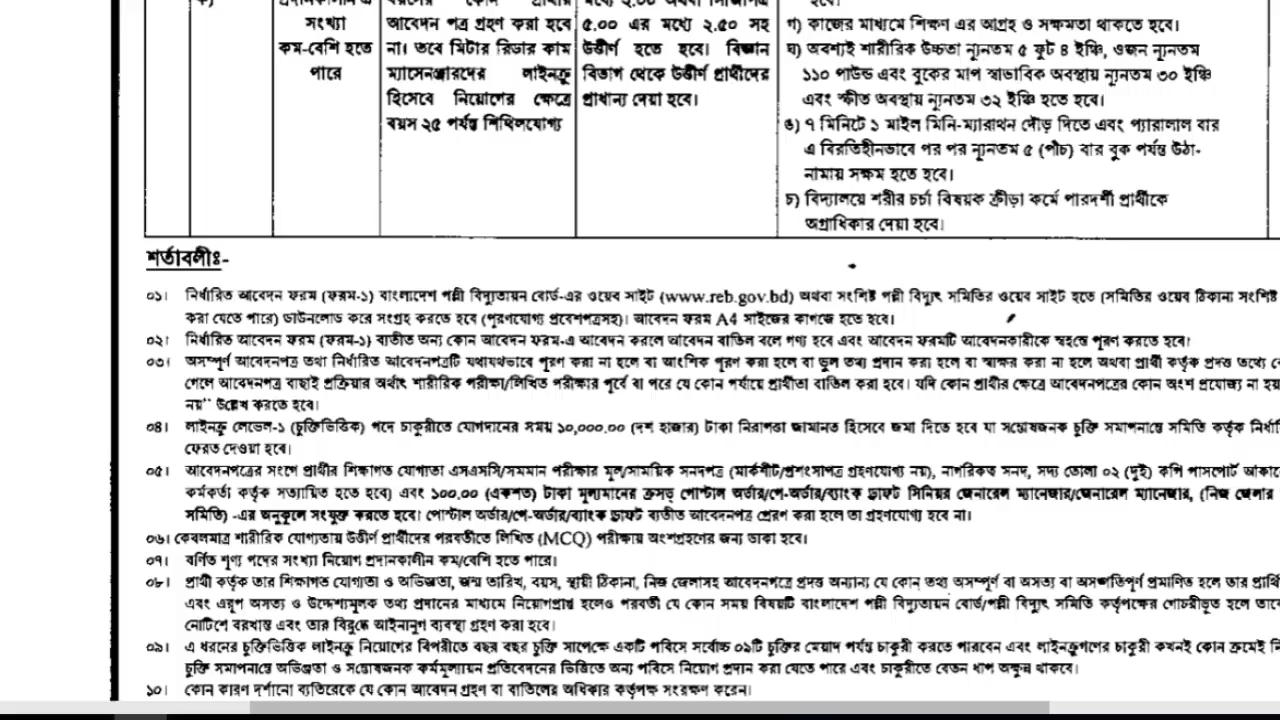 সংখ্যা
কম-বেশি হতে
পারে
আবেদন পত্র গ্রহণ করা হবে
না। তবে মিটার রিডার কাম
ম্যাসেনঞ্জারদের লাইনক্রু
হিসেবে নিয়োগের ক্ষেত্রে
বয়স ২৫ পর্যন্ত শিথিলযোগ্য
৫.০০ এর মধ্যে ২.৫০ সহ
উত্তীর্ণ হতে হবে। বিজ্ঞান
বিভাগ থেকে উত্তীর্ণ প্রার্থীদের
প্রাধান্য দেয়া হবে।
গ) কাজের মাধ্যমে শিক্ষণ এর আগ্রহ ও সক্ষমতা থাকতে হবে।
ঘ) অবশ্যই শারীরিক উচ্চতা ন্যূনতম ৫ ফুট ৪ ইঞ্চি, ওজন ন্যূনতম
১১০ পাউন্ড এবং বুকের মাপ স্বাভাবিক অবস্থায় ন্যূনতম ৩০ ইঞ্চি
এবং স্ফীত অবস্থায় ন্যূনতম ৩২ ইঞ্চি হতে হবে।
ঙ) ৭ মিনিটে ১ মাইল মিনি-ম্যারাথন দৌড় দিতে এবং প্যারালাল বার
এ বিরতিহীনভাবে পর পর ন্যূনতম ৫ (পাঁচ) বার বুক পর্যন্ত উঠা-
নামায় সক্ষম হতে হবে।
চ) বিদ্যালয়ে শরীর চর্চা বিষয়ক ক্রীড়া কর্মে পারদর্শী প্রার্থীকে
অগ্রাধিকার দেয়া হবে।
শর্তাবলীঃ-
০১। নির্ধারিত আবেদন ফরম (ফরম-১) বাংলাদেশ পল্লী বিদ্যুতায়ন বোর্ড-এর ওয়েব সাইট (www.reb.gov.bd) অথবা সংশিষ্ট পল্লী বিদ্যুৎ সমিতির ওয়েব সাইট হতে (সমিতির ওয়েব ঠিকানা সংশিষ্ট
করা যেতে পারে) ডাউনলোড করে সংগ্রহ করতে হবে (পূরণযোগ্য প্রবেশপত্রসহ)। আবেদন ফরম A4 সাইজের কাগজে হতে হবে।
০২। নির্ধারিত আবেদন ফরম (ফরম-১) ব্যতীত অন্য কোন আবেদন ফরম-এ আবেদন করলে আবেদন বাতিল বলে গণ্য হবে এবং আবেদন ফরমটি আবেদনকারীকে স্বহস্তে পূরণ করতে হবে।
০৩। অসম্পূর্ণ আবেদনপত্র তথা নির্ধারিত আবেদনপত্রটি যথাযথভাবে পূরণ করা না হলে বা আংশিক পূরণ করা হলে বা ভুল তথ্য প্রদান করা হলে বা স্বাক্ষর করা না হলে অথবা প্রার্থী কর্তৃক প্রদত্ত তথ্যে
গেলে আবেদনপত্র বাছাই প্রক্রিয়ার অর্থাৎ শারীরিক পরীক্ষা/লিখিত পরীক্ষার পূর্বে বা পরে যে কোন পর্যায়ে প্রার্থীতা বাতিল করা হবে। যদি কোন প্রার্থীর ক্ষেত্রে আবেদনপত্রের কোন অংশ প্রযোজ্য না হয়
নয়" উল্লেখ করতে হবে।
০৪। লাইনক্রু লেভেল-১ (চুক্তিভিত্তিক) পদে চাকুরীতে যোগদানের সময় ১০,০০০.০০ (দশ হাজার) টাকা নিরাপত্তা জামানত হিসেবে জমা দিতে হবে যা সন্তোষজনক চুক্তি সমাপনান্তে সমিতি কর্তৃক
ফেরত দেওয়া হবে।
০৫। আবেদনপত্রের সংগে প্রার্থীর শিক্ষাগত যোগ্যতা এসএসসি/সমমান পরীক্ষার মূল/সাময়িক সনদপত্র (মার্কশীট/প্রশংসাপত্র গ্রহণযোগ্য নয়), নাগরিকত্ব সনদ, সদ্য তোলা ০২ (দুই) কপি পাসপোর্ট
কর্মকর্তা কর্তৃক সত্যায়িত হতে হবে) এবং ১০০.০০ (একশত) টাকা মূল্যমানের ক্রসড্ পোস্টাল অর্ডার/পে-অর্ডার/ব্যাংক ড্রাফট সিনিয়র জেনারেল ম্যানেজার/জেনারেল ম্যানেজার, (নিজ জেলার
সমিতি) -এর অনুকূলে সংযুক্ত করতে হবে। পোস্টাল অর্ডার/পে-অর্ডার/ব্যাংক ড্রাফট ব্যতীত আবেদনপত্র প্রেরণ করা হলে তা গ্রহণযোগ্য হবে না।
০৬। কেবলমাত্র শারীরিক যোগ্যতায় উত্তীর্ণ প্রার্থীদের পরবর্তীতে লিখিত (MCQ) পরীক্ষায় অংশগ্রহণের জন্য ডাকা হবে।
০৭। বর্ণিত শূণ্য পদের সংখ্যা নিয়োগ প্রদানকালীন কম/বেশি হতে পারে।
০৮। প্রার্থী কর্তৃক তার শিক্ষাগত যোগ্যতা ও অভিজ্ঞতা, জন্ম তারিখ, বয়স, স্থায়ী ঠিকানা, নিজ জেলাসহ আবেদনপত্রে প্রদত্ত অন্যান্য যে কোন তথ্য অসম্পূর্ণ বা অসত্য বা অসঙ্গতিপূর্ণ প্রমাণিত হলে তার
এবং এরূপ অসত্য ও উদ্দেশ্যমূলক তথ্য প্রদানের মাধ্যমে নিয়োগপ্রাপ্ত হলেও পরবর্তী যে কোন সময় বিষয়টি বাংলাদেশ পল্লী বিদ্যুতায়ন বোর্ড/পল্লী বিদ্যুৎ সমিতি কর্তৃপক্ষের গোচরীভূত হলে
নোটিশে বরখাস্ত এবং তার বিরুদ্ধে আইনানুগ ব্যবস্থা গ্রহণ করা হবে।
০৯। এ ধরনের চুক্তিভিত্তিক লাইনক্রু নিয়োগের বিপরীতে বছর বছর চুক্তি সাপেক্ষে একটি পবিসে সর্বোচ্চ ০৯টি চুক্তির মেয়াদ পর্যন্ত চাকুরী করতে পারবেন এবং লাইনক্রুগণের চাকুরী কখনই কোন ক্রমেই
চুক্তি সমাপনান্তে অভিজ্ঞতা ও সন্তোষজনক কর্মমূল্যায়ন প্রতিবেদনের ভিত্তিতে অন্য পবিসে নিয়োগ প্রদান করা যেতে পারে এবং চাকুরীতে বেতন ধাপ অক্ষুন্ন থাকবে।
১০। কোন কারণ দর্শানো ব্যতিরেকে যে কোন আবেদন গ্রহণ বা বাতিলের অধিকার কর্তৃপক্ষ সংরক্ষণ করেন।